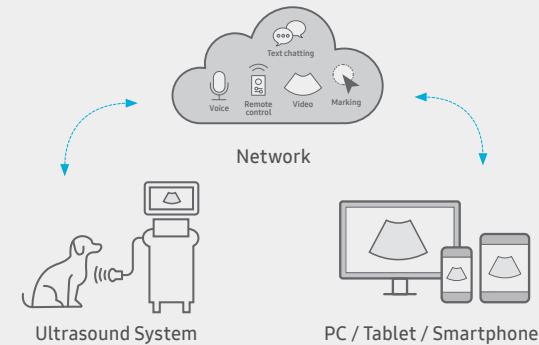 Text chatting
Voice
Remote
control
Video
Marking
Network
Ultrasound System
PC / Tablet / Smartphone